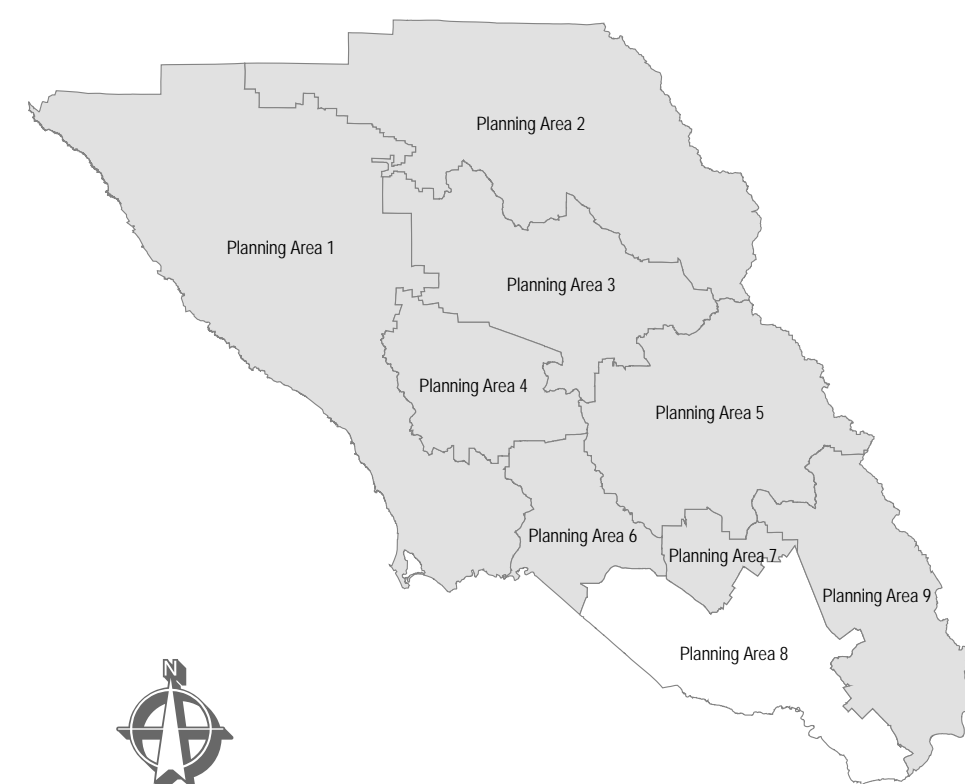 Planning Area 2
Planning Area 1
Planning Area 3
Planning Area 4
Planning Area 5
Planning Area 6
Planning Area 7
Planning Area 9
Planning Area 8
N